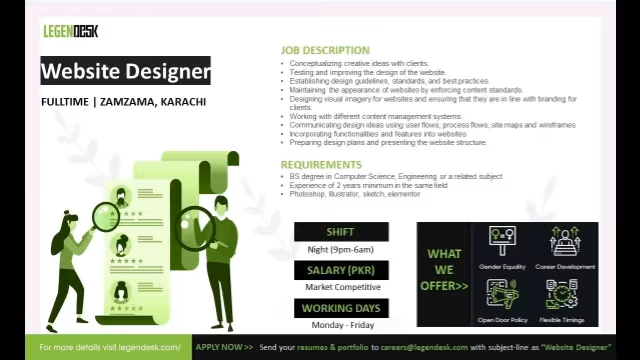 LEGENDESK
Website Designer
FULLTIME | ZAMZAMA, KARACHI
JOB DESCRIPTION
• Conceptualizing creative ideas with clients.
• Testing and improving the design of the website.
• Establishing design guidelines, standards, and best practices.
• Maintaining the appearance of websites by enforcing content standards.
• Designing visual imagery for websites and ensuring that they are in line with branding for
clients.
• Working with different content management systems.
• Communicating design ideas using user flows, process flows, site maps and wireframes
• Incorporating functionalities and features into websites.
• Preparing design plans and presenting the website structure.
REQUIREMENTS
• BS degree in Computer Science, Engineering or a related subject
• Experience of 2 years minimum in the same field
• Photoshop, illustrator, sketch, elementor
SHIFT
Night (9pm-6am)
SALARY (PKR)
Market Competitive
WORKING DAYS
Monday - Friday
WHAT
WE
OFFER>>
Gender Equality
Career Development
Open Door Policy
Flexible Timings
For more details visit legendesk.com/
APPLY NOW >> Send your resumes & portfolio to careers@legendesk.com with subject-line as "Website Designer"